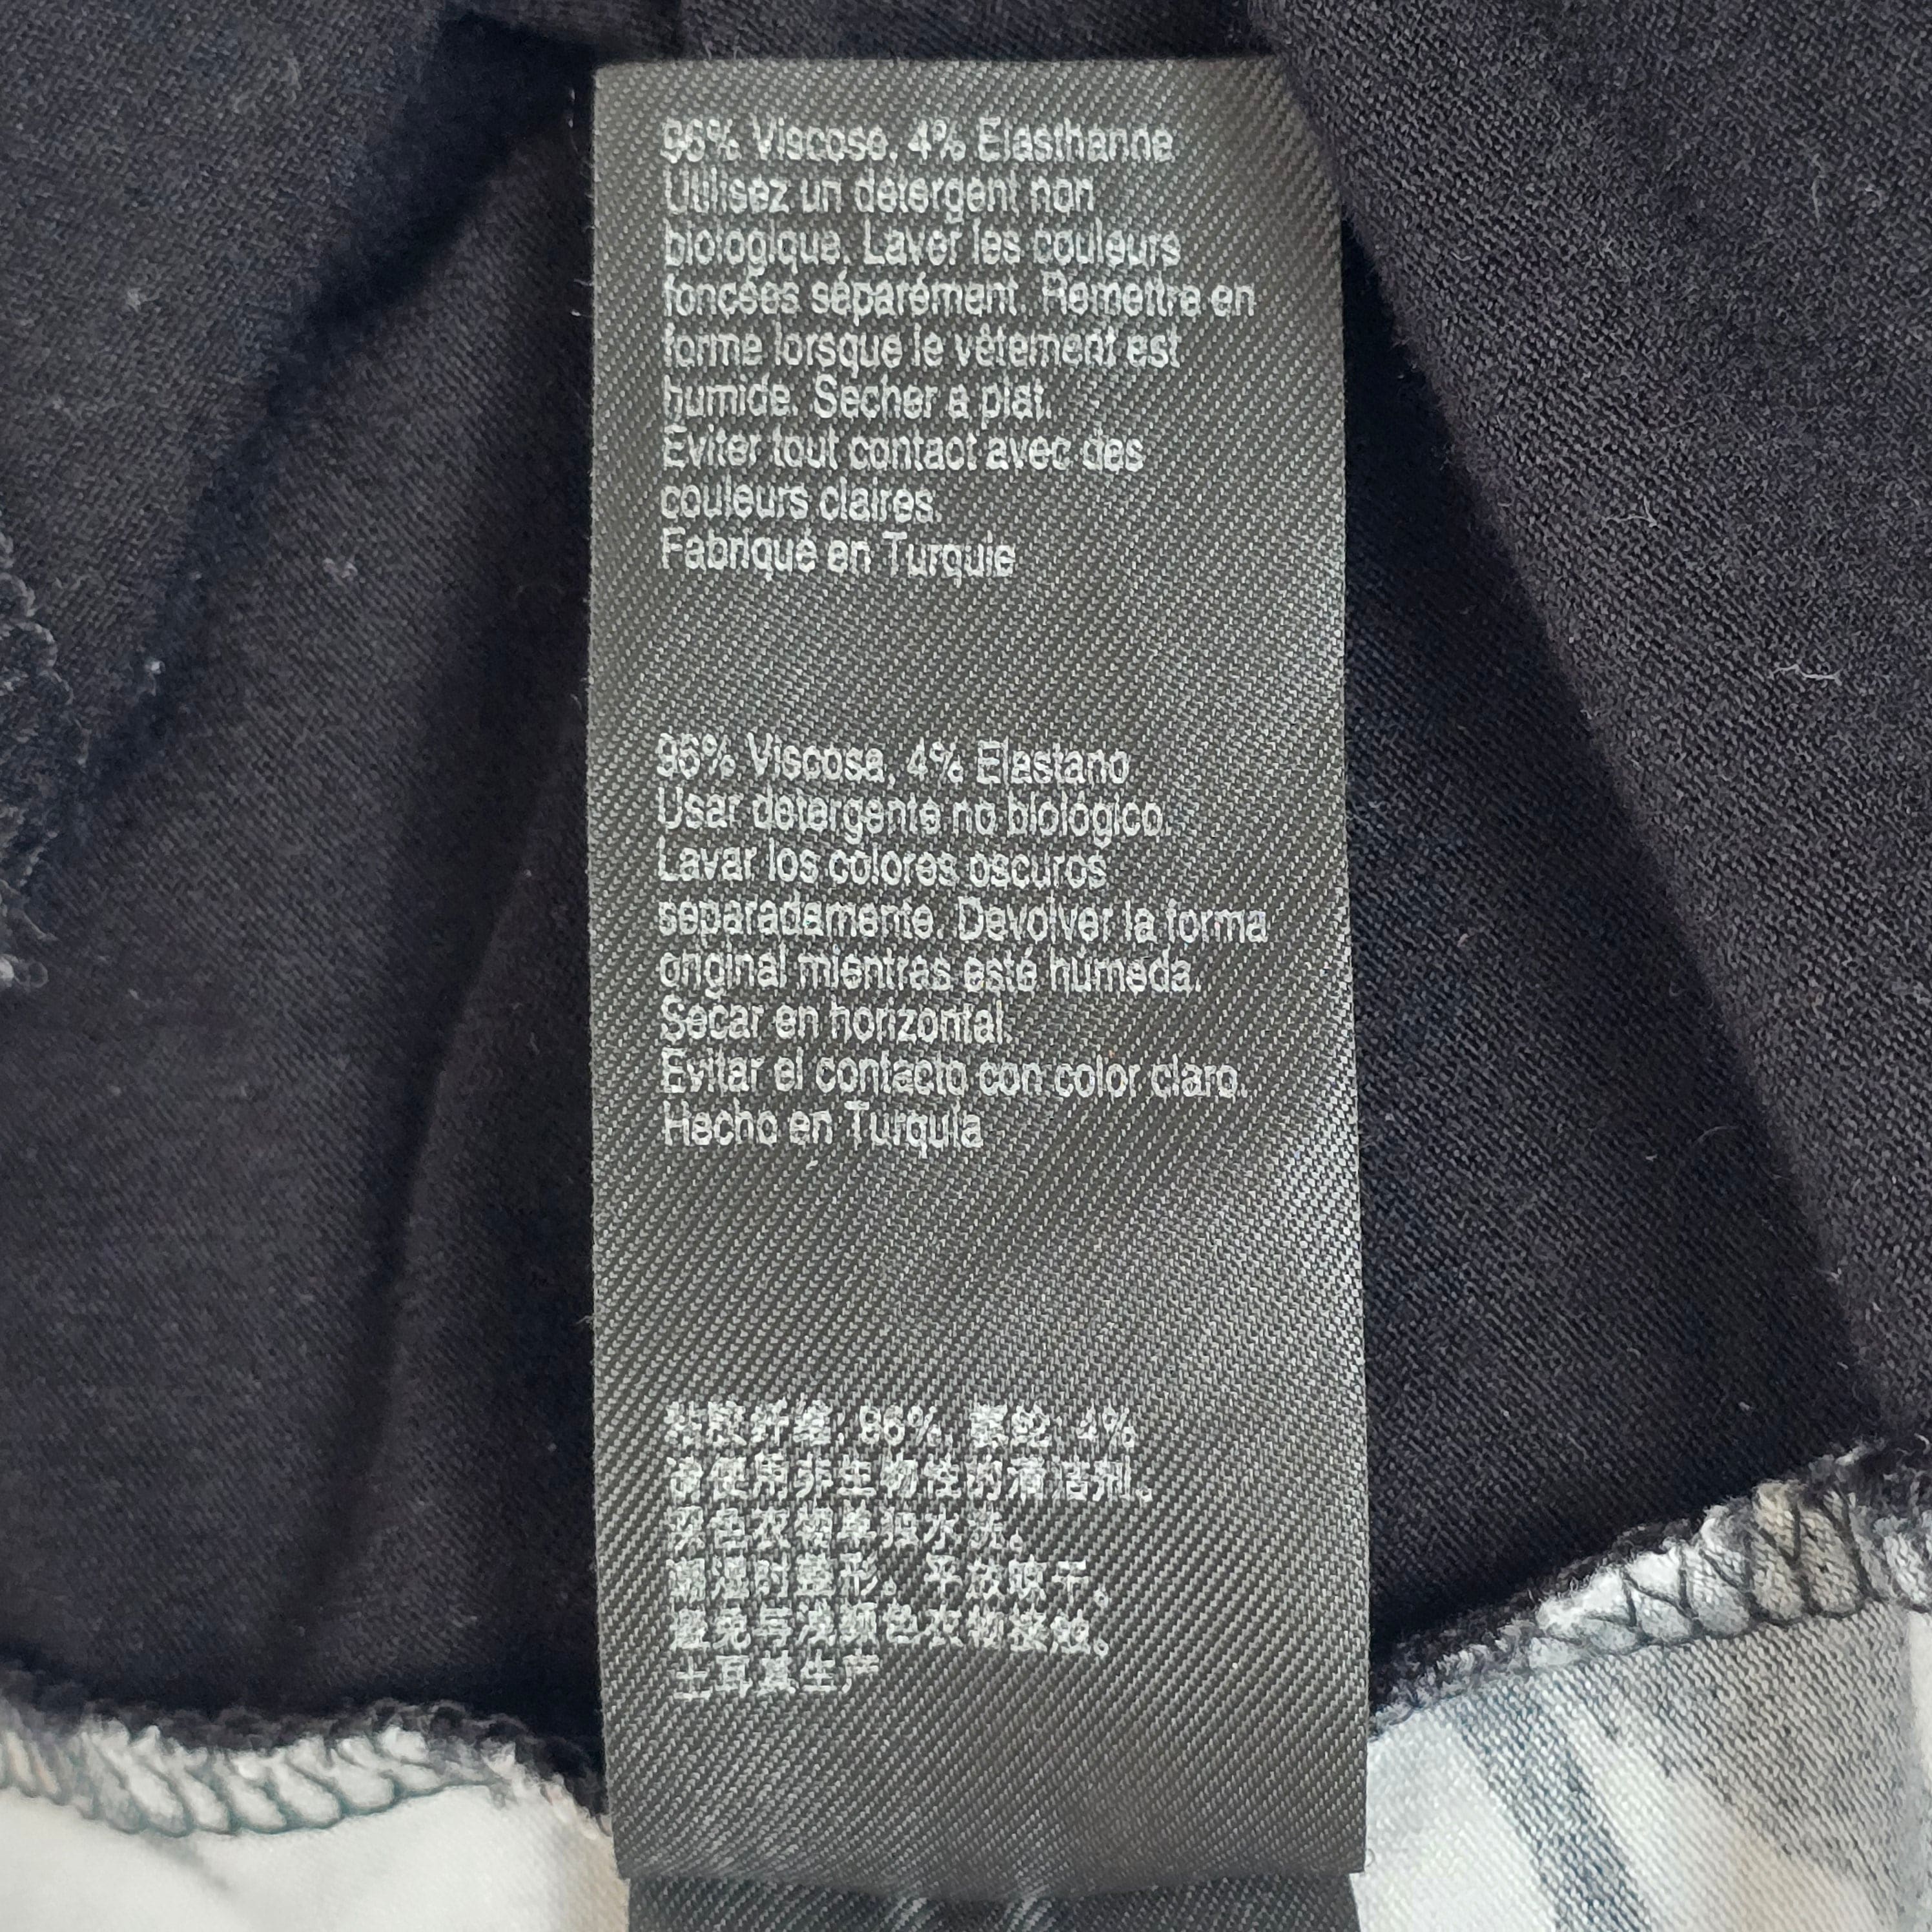 96% Viscose, 4% Elasthanne
Utilisez un détergent non
biologique. Laver les couleurs
foncées séparément. Remettre en
forme lorsque le vêtement est
humide. Sécher à plat.
Eviter tout contact avec des
couleurs claires.
Fabriqué en Turquie
96% Viscosa, 4% Elastano
Usar detergente no biológico.
Lavar los colores oscuros
separadamente. Devolver la forma
original mientras esté húmeda.
Secar en horizontal.
Evitar el contacto con color claro.
Hecho en Turquía
粘胶纤维: 96%, 氨纶: 4%
请使用非生物性的清洁剂。
深色衣物单独水洗。
潮湿时整形。平放晾干。
避免与浅颜色衣物接触。
土耳其生产